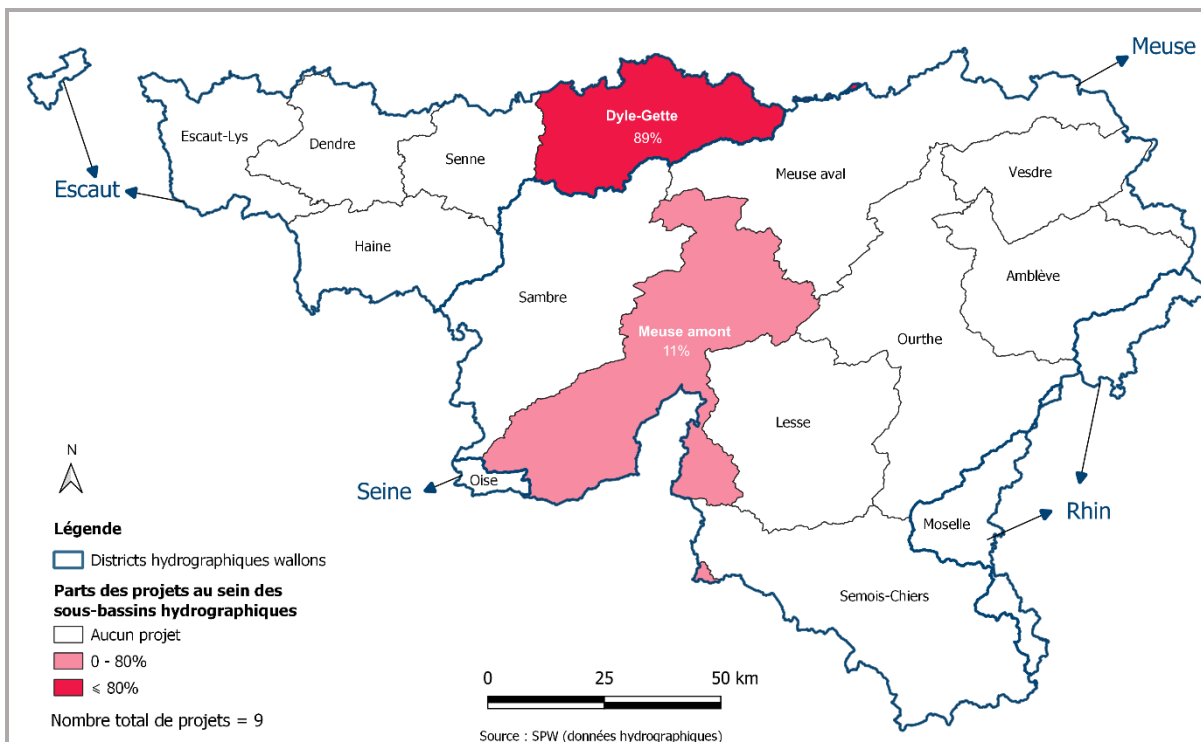 Meuse
Escaut-Lys
Dendre
Senne
Dyle-Gette
89%
Meuse aval
Vesdre
Escaut
Haine
Sambre
Amblève
Meuse amont
11%
Ourthe
Lesse
N
Seine
Oise
Moselle
Rhin
Semois-Chiers
Légende
Districts hydrographiques wallons
Parts des projets au sein des
sous-bassins hydrographiques
Aucun projet
0 - 80%
⩽ 80%
Nombre total de projets = 9
0 25 50 km
Source : SPW (données hydrographiques)